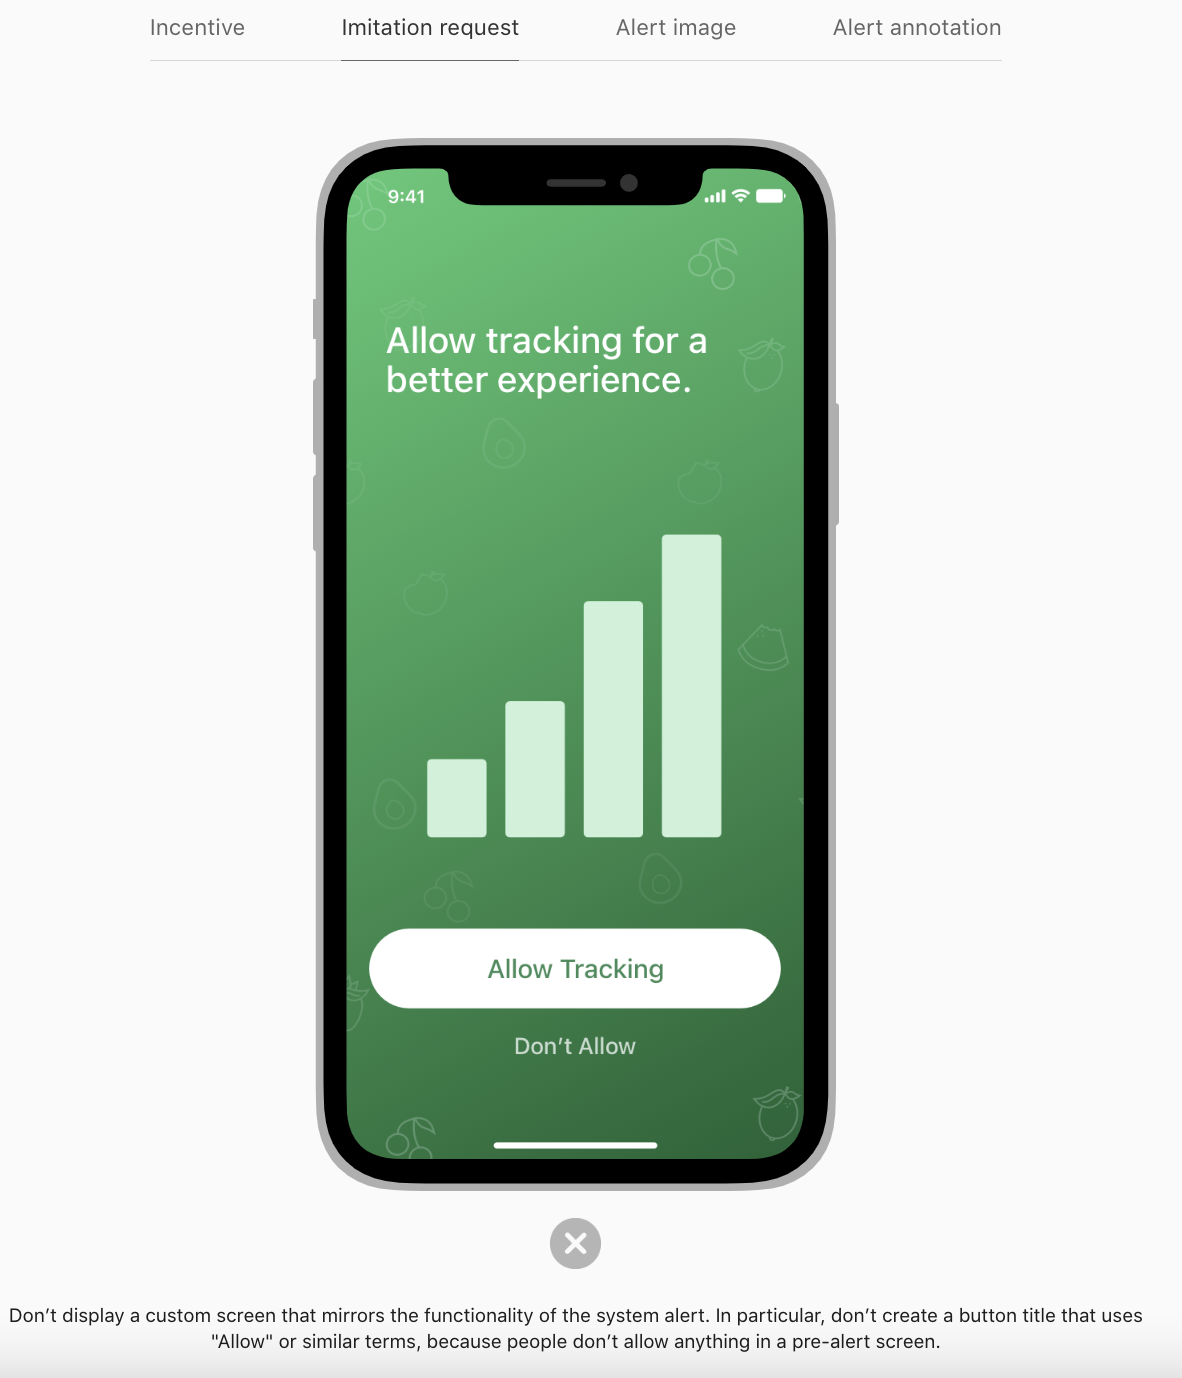 Incentive
Imitation request
Alert image
Alert annotation
9:41
Allow tracking for a
better experience.
Allow Tracking
Don’t Allow
Don’t display a custom screen that mirrors the functionality of the system alert. In particular, don’t create a button title that uses
"Allow" or similar terms, because people don’t allow anything in a pre-alert screen.